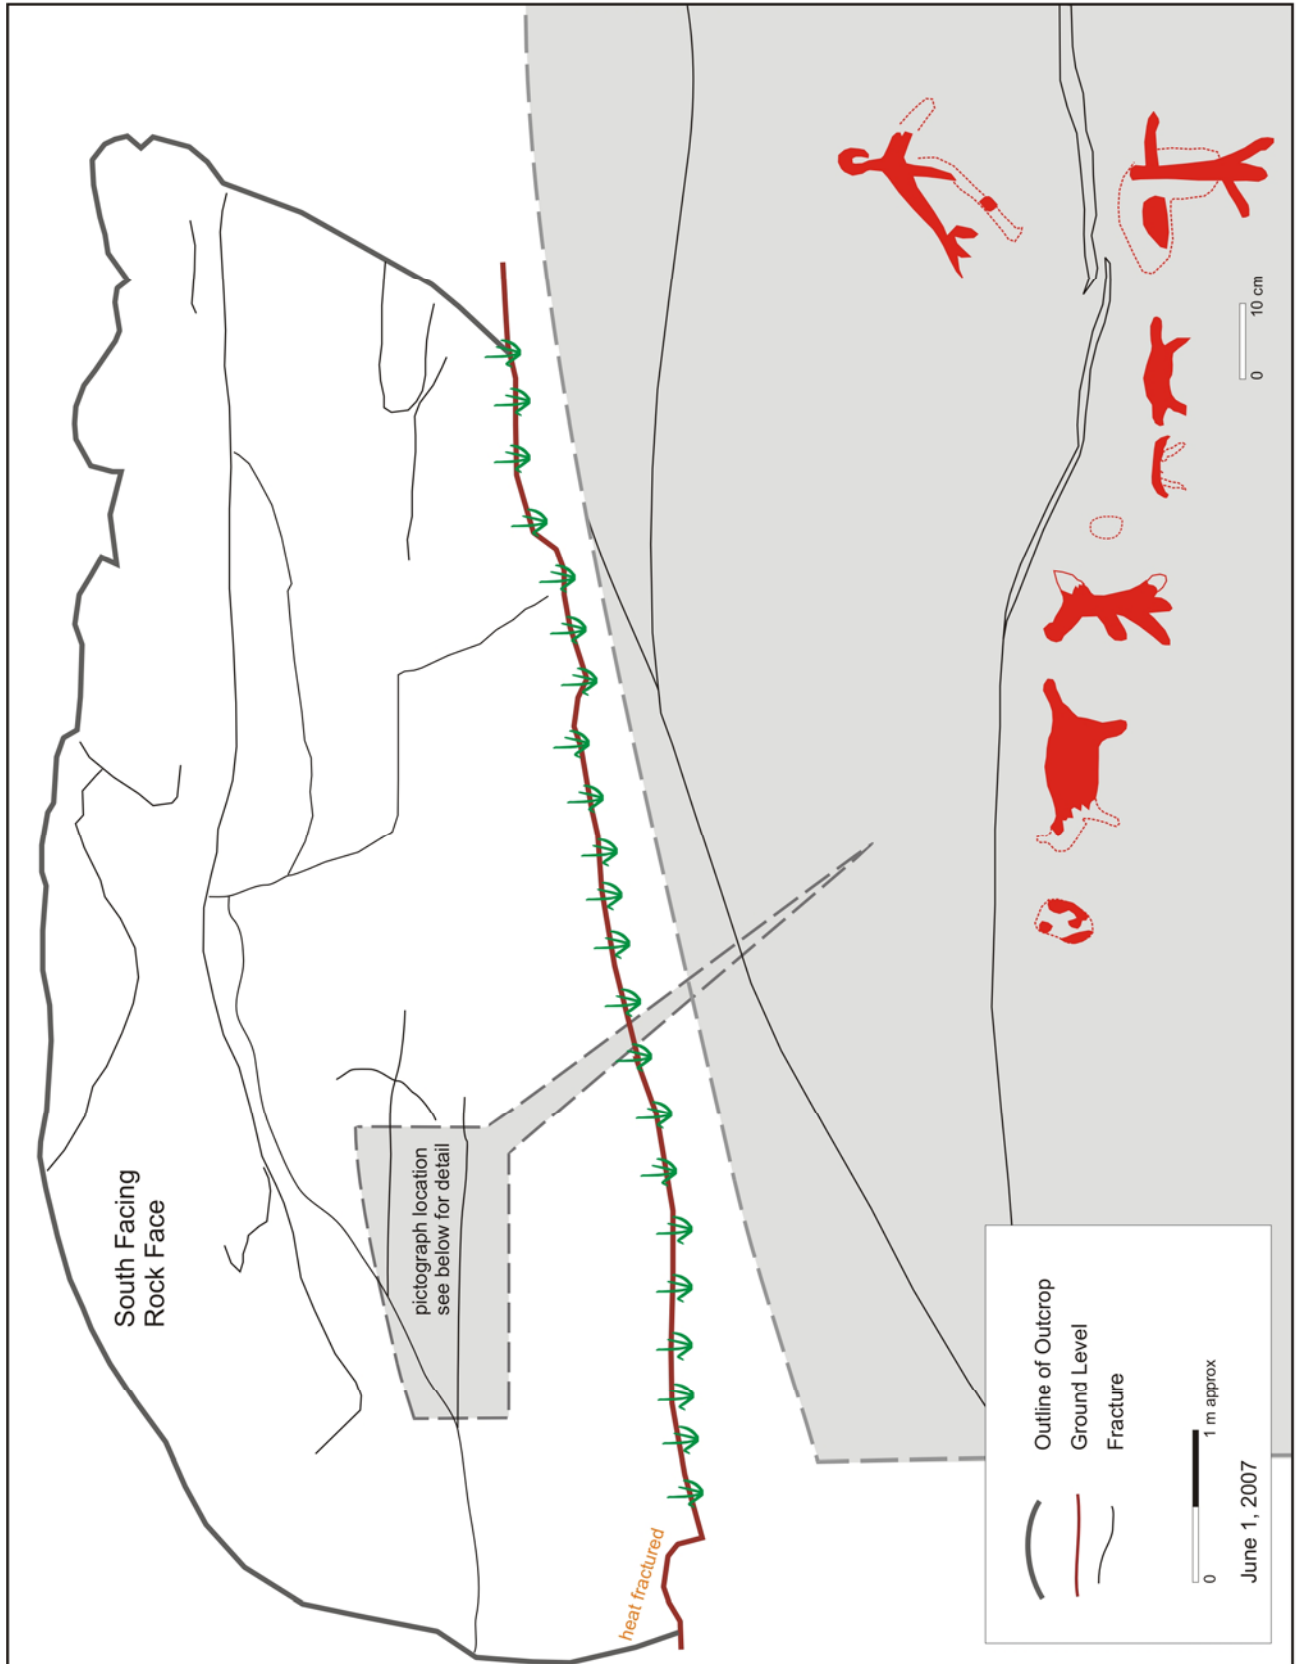 South Facing
Rock Face
pictograph location
see below for detail
heat fractured
0 10 cm
Outline of Outcrop
Ground Level
Fracture
0 1 m approx
June 1, 2007